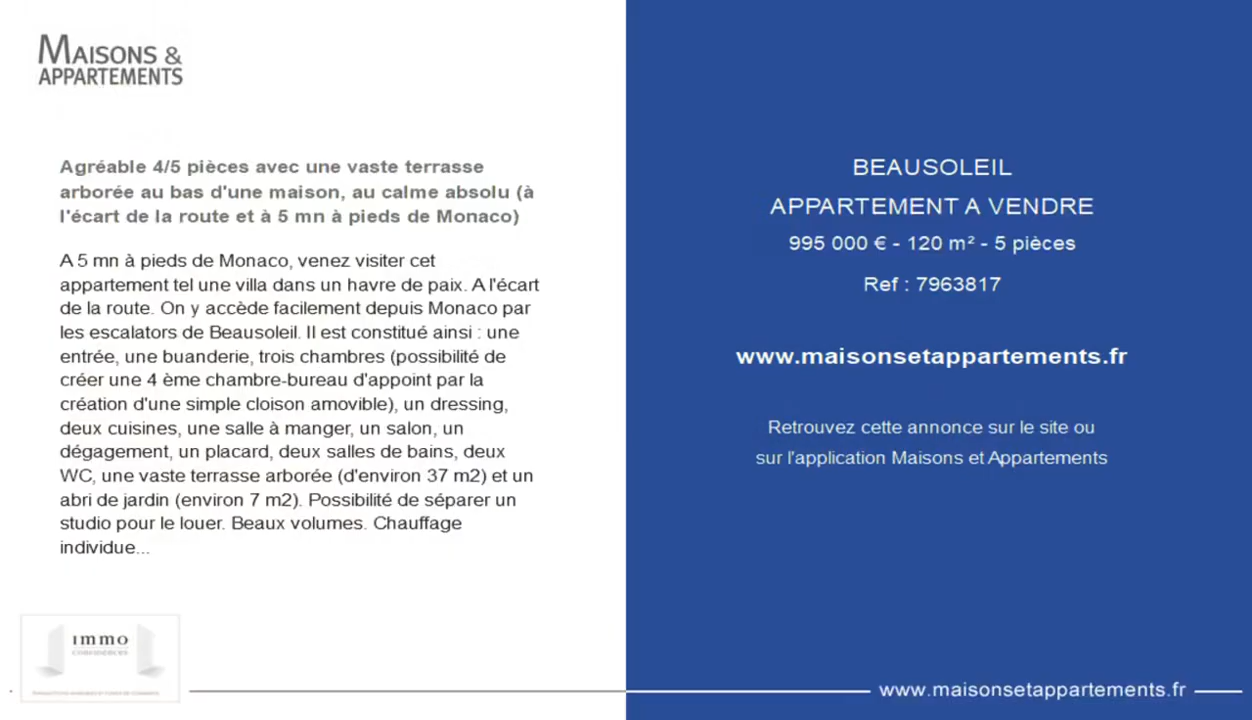 MAISONS &
APPARTEMENTS
Agréable 4/5 pièces avec une vaste terrasse
arborée au bas d'une maison, au calme absolu (à
l'écart de la route et à 5 mn à pieds de Monaco)
A 5 mn à pieds de Monaco, venez visiter cet
appartement tel une villa dans un havre de paix. A l'écart
de la route. On y accède facilement depuis Monaco par
les escalators de Beausoleil. Il est constitué ainsi : une
entrée, une buanderie, trois chambres (possibilité de
créer une 4 ème chambre-bureau d'appoint par la
création d'une simple cloison amovible), un dressing,
deux cuisines, une salle à manger, un salon, un
dégagement, un placard, deux salles de bains, deux
WC, une vaste terrasse arborée (d'environ 37 m2) et un
abri de jardin (environ 7 m2). Possibilité de séparer un
studio pour le louer. Beaux volumes. Chauffage
individue...
immo
BEAUSOLEIL
APPARTEMENT A VENDRE
995 000 € - 120 m² - 5 pièces
Ref : 7963817
www.maisonsetappartements.fr
Retrouvez cette annonce sur le site ou
sur l'application Maisons et Appartements
www.maisonsetappartements.fr